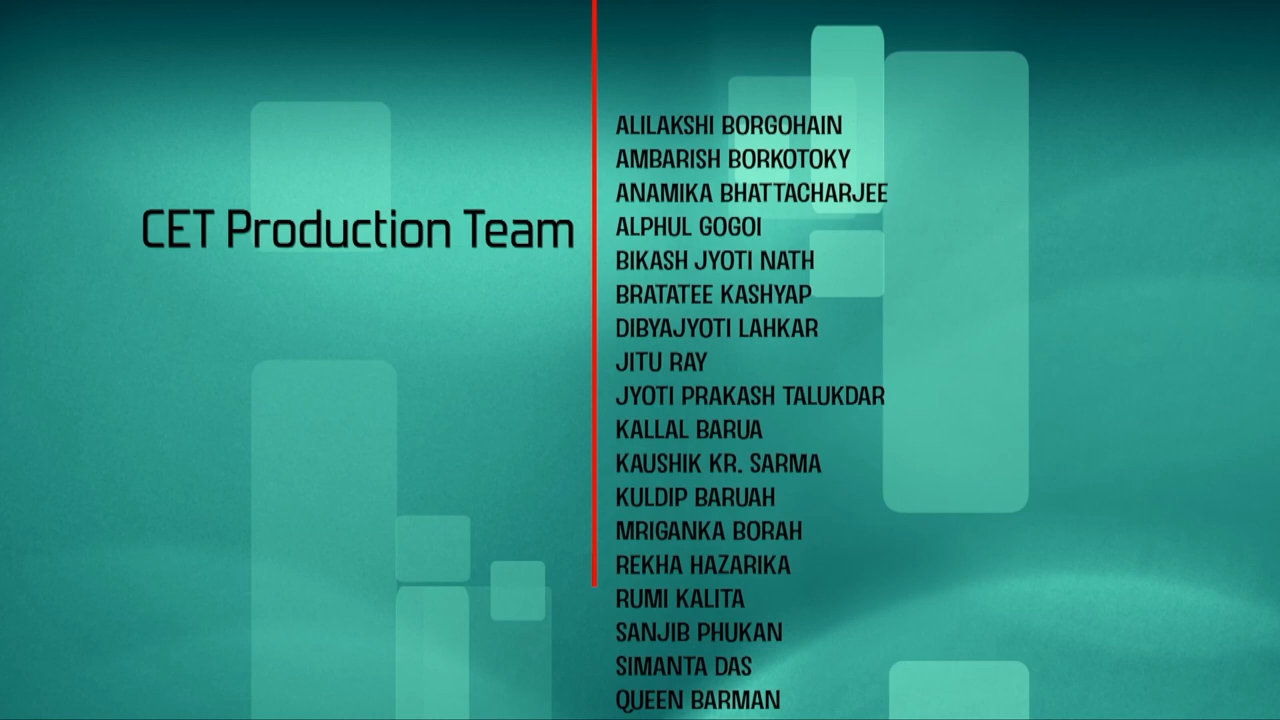 CET Production Team
ALILAKSHI BORGOHAIN
AMBARISH BORKOTOKY
ANAMIKA BHATTACHARJEE
ALPHUL GOGOI
BIKASH JYOTI NATH
BRATATEE KASHYAP
DIBYAJYOTI LAHKAR
JITU RAY
JYOTI PRAKASH TALUKDAR
KALLAL BARUA
KAUSHIK KR. SARMA
KULDIP BARUAH
MRIGANKA BORAH
REKHA HAZARIKA
RUMI KALITA
SANJIB PHUKAN
SIMANTA DAS
QUEEN BARMAN